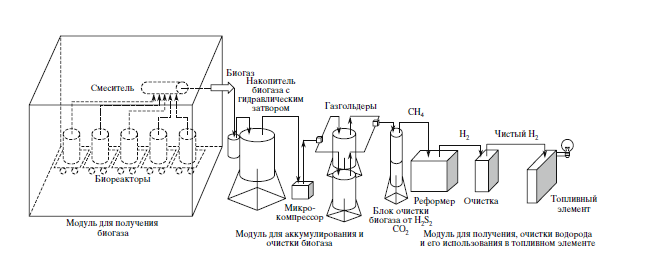 Смеситель
Биореакторы
Модуль для получения
биогаза
Биогаз
Накопитель
биогаза с
гидравлическим
затвором
Микро-
компрессор
Газгольдеры
Модуль для аккумулирования и
очистки биогаза
CH4
Блок очистки
биогаза от H2S2
CO2
Реформер
H2
Очистка
Чистый H2
Топливный
элемент
Модуль для получения, очистки водорода
и его использования в топливном элементе